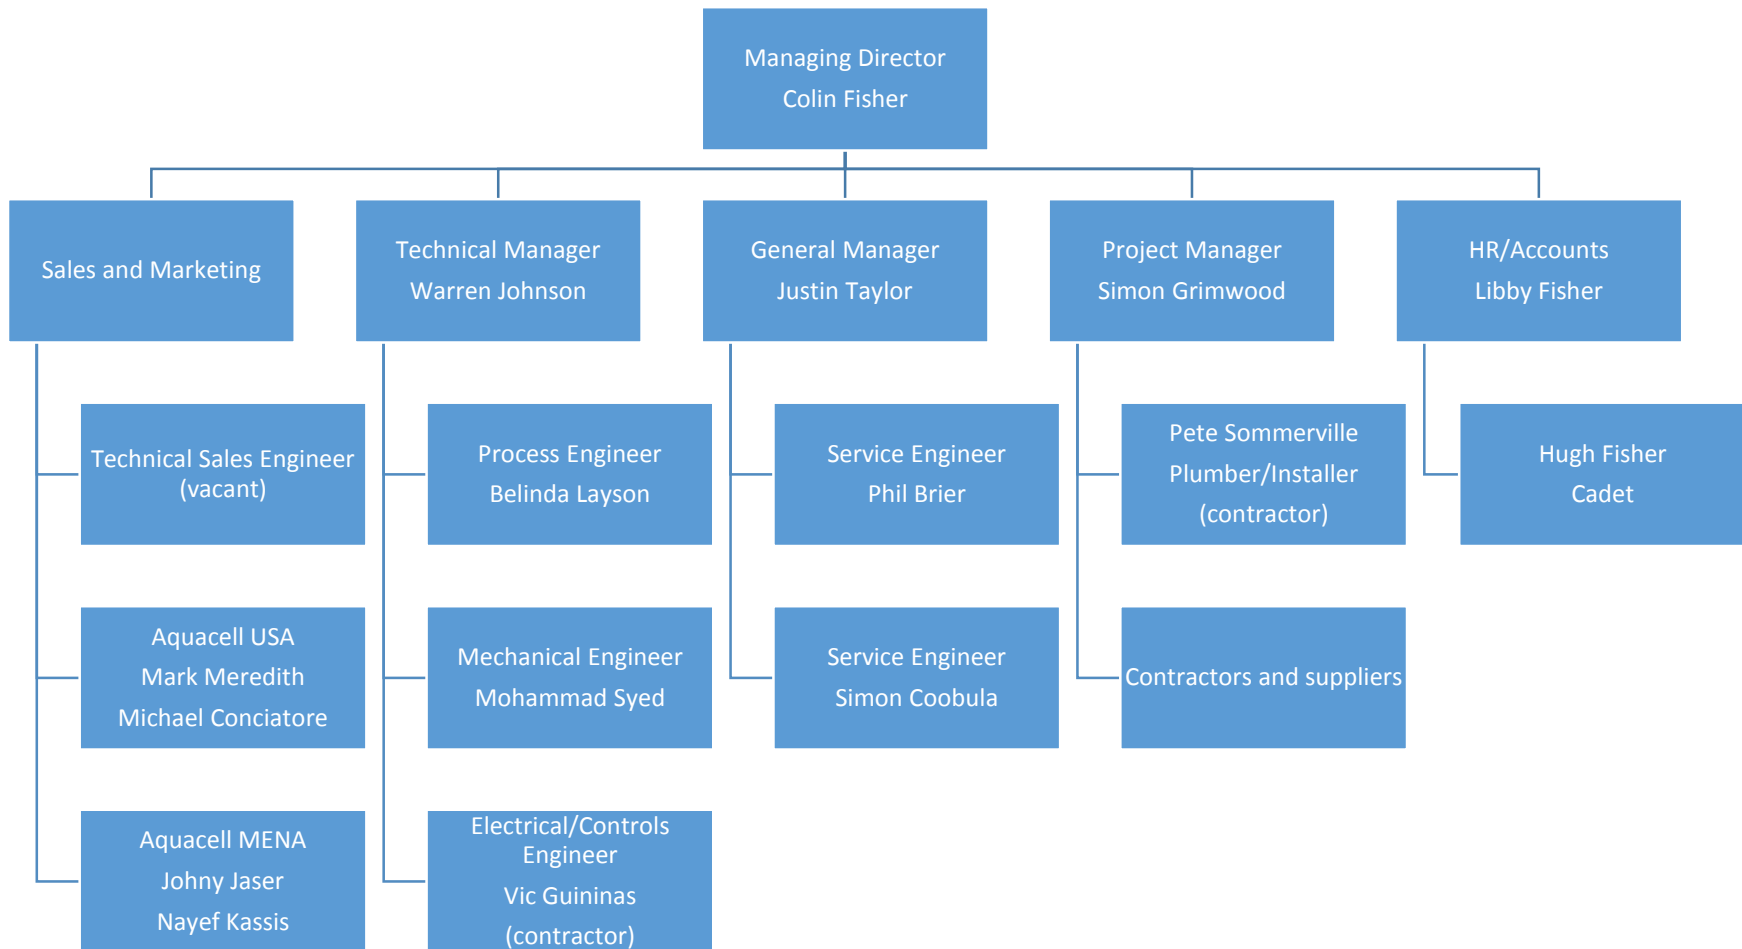 Managing Director
Colin Fisher
Sales and Marketing
Technical Manager
Warren Johnson
General Manager
Justin Taylor
Project Manager
Simon Grimwood
HR/Accounts
Libby Fisher
Technical Sales Engineer
(vacant)
Process Engineer
Belinda Layson
Service Engineer
Phil Brier
Pete Sommerville
Plumber/Installer
(contractor)
Hugh Fisher
Cadet
Aquacell USA
Mark Meredith
Michael Conciatore
Mechanical Engineer
Mohammad Syed
Service Engineer
Simon Coobula
Contractors and suppliers
Aquacell MENA
Johny Jaser
Nayef Kassis
Electrical/Controls
Engineer
Vic Guininas
(contractor)